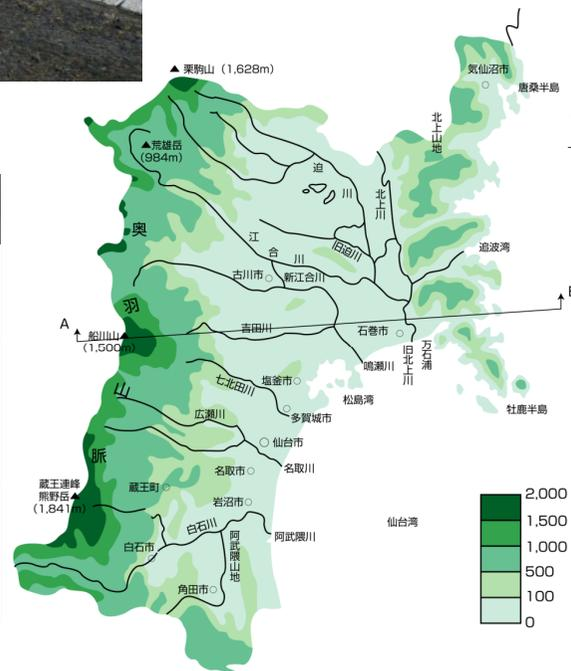 ▲ 栗駒山（1,628m）
気仙沼市
唐桑半島
北上山地
▲荒雄岳
（984m）
迫川
北上川
奥羽山脈
江合川
旧迫川
追波湾
古川市
新江合川
A
B
船川山▲
（1,500m）
吉田川
石巻市
万石浦
旧北上川
鳴瀬川
七北田川
塩釜市
松島湾
牡鹿半島
多賀城市
広瀬川
仙台市
名取川
名取市
蔵王連峰
熊野岳▲
（1,841m）
蔵王町
岩沼市
白石川
阿武隈川
仙台湾
白石市
阿武隈山地
角田市
2,000
1,500
1,000
500
100
0